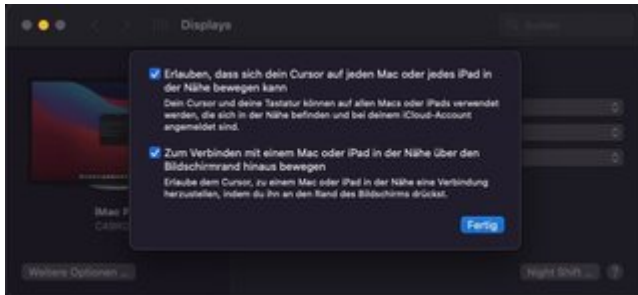 Displays
Erlauben, dass sich dein Cursor auf jeden Mac oder jedes iPad in
der Nähe bewegen kann
Dein Cursor und deine Tastatur können auf allen Macs oder iPads verwendet
werden, die sich in der Nähe befinden und bei deinem iCloud-Account
angemeldet sind.
Zum Verbinden mit einem Mac oder iPad in der Nähe über den
Bildschirmrand hinaus bewegen
Erlaube dem Cursor, zu einem Mac oder iPad in der Nähe eine Verbindung
herzustellen, indem du ihn an den Rand des Bildschirms drückst.
iMac
Fertig
Weitere Optionen ...
Night Shift ...
?